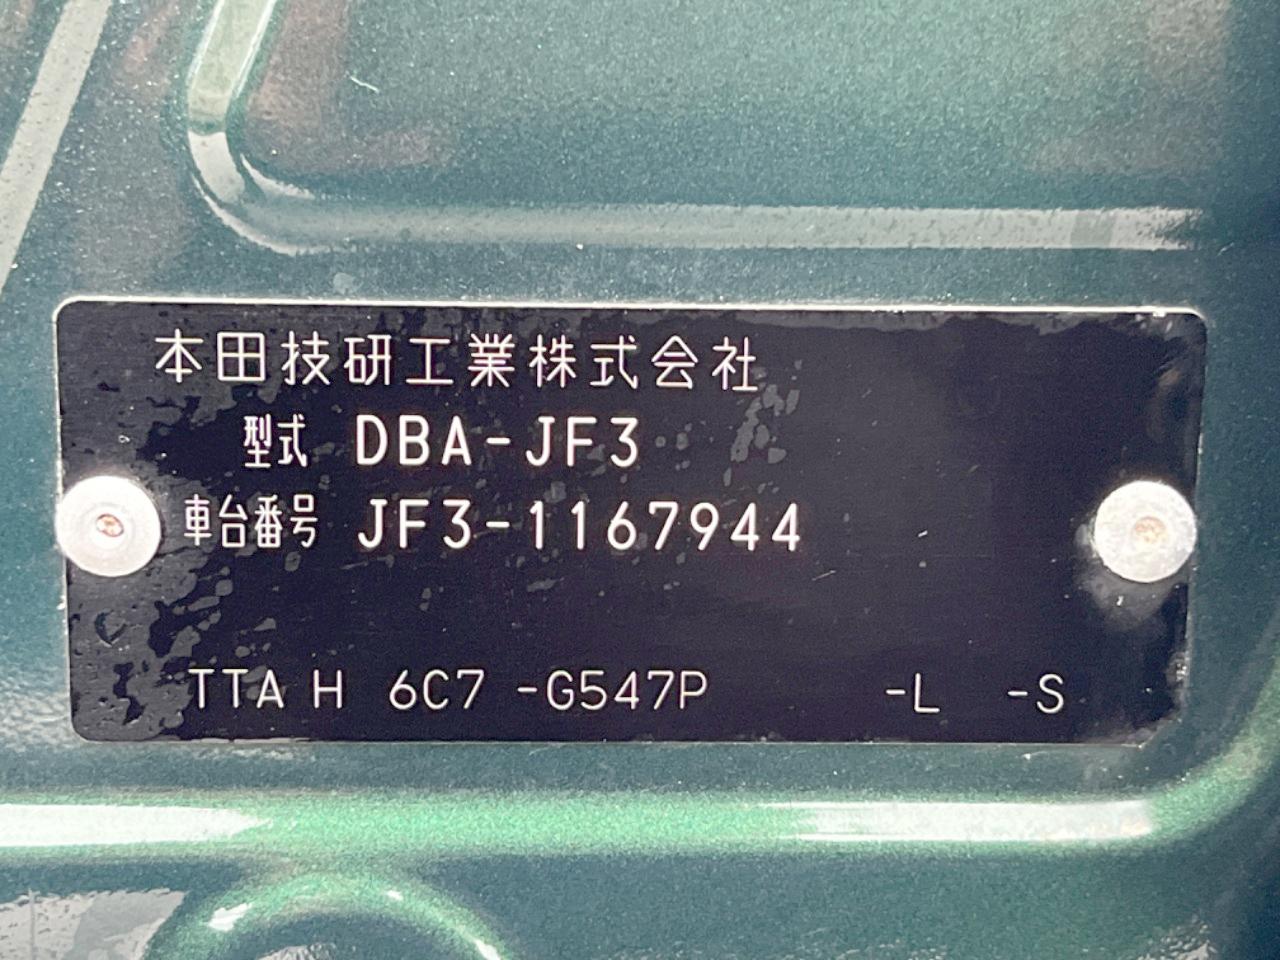 本田技研工業株式会社
型式 DBA-JF3
車台番号 JF3-1167944
TTA H 6C7 -G547P -L -S